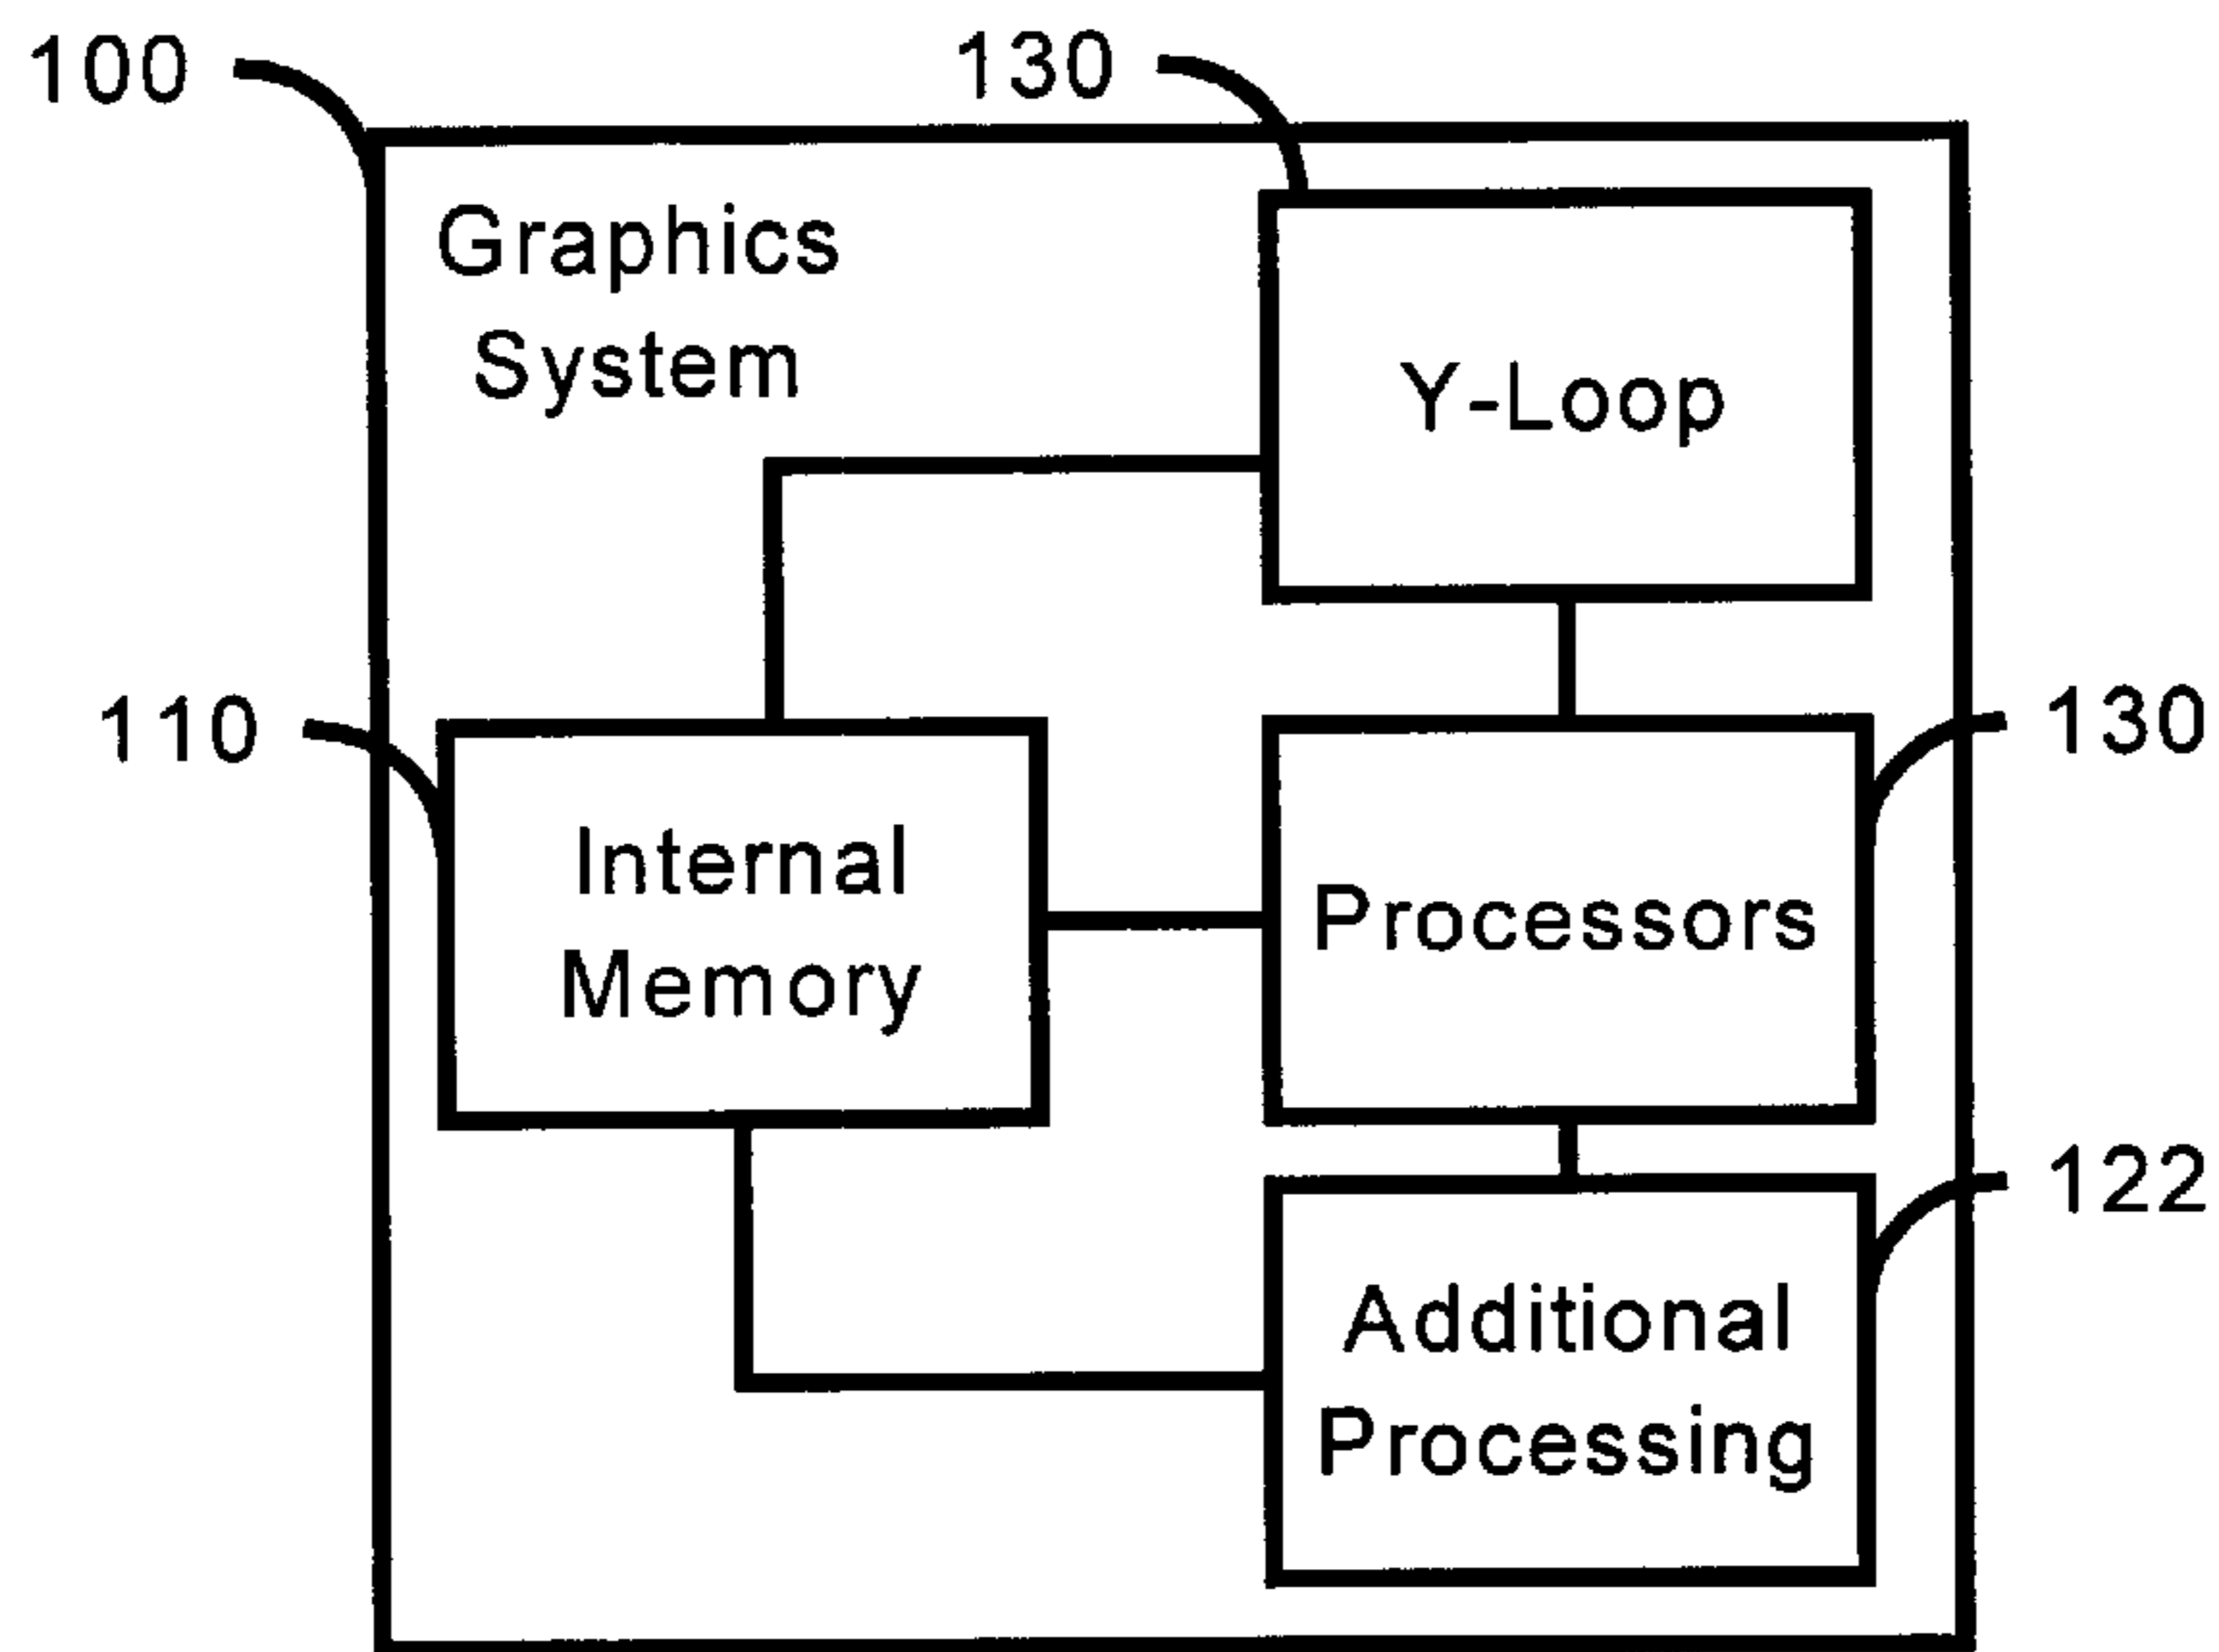 100
130
Graphics
System
Y-Loop
110
130
Internal
Memory
Processors
122
Additional
Processing